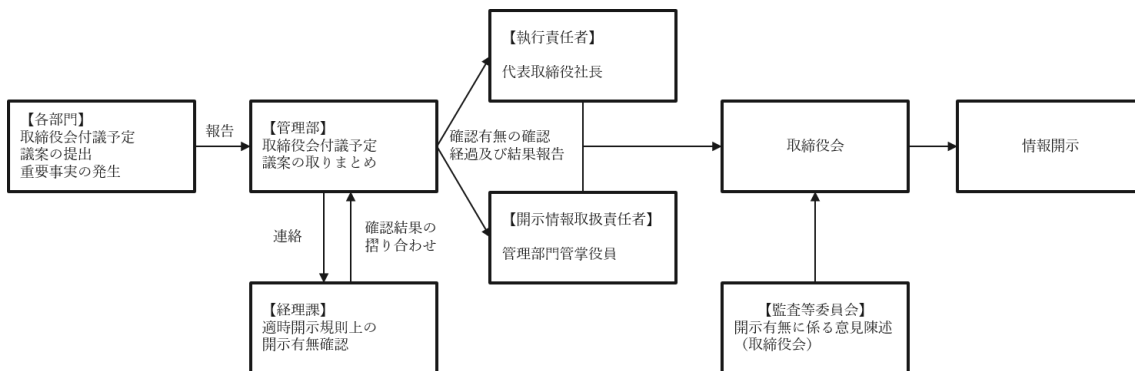 【各部門】
取締役会付議予定
議案の提出
重要事実の発生
報告
【管理部】
取締役会付議予定
議案の取りまとめ
連絡
確認結果の
摺り合わせ
【経理課】
適時開示規則上の
開示有無確認
確認有無の確認
経過及び結果報告
【執行責任者】
代表取締役社長
【開示情報取扱責任者】
管理部門管掌役員
取締役会
【監査等委員会】
開示有無に係る意見陳述
（取締役会）
情報開示